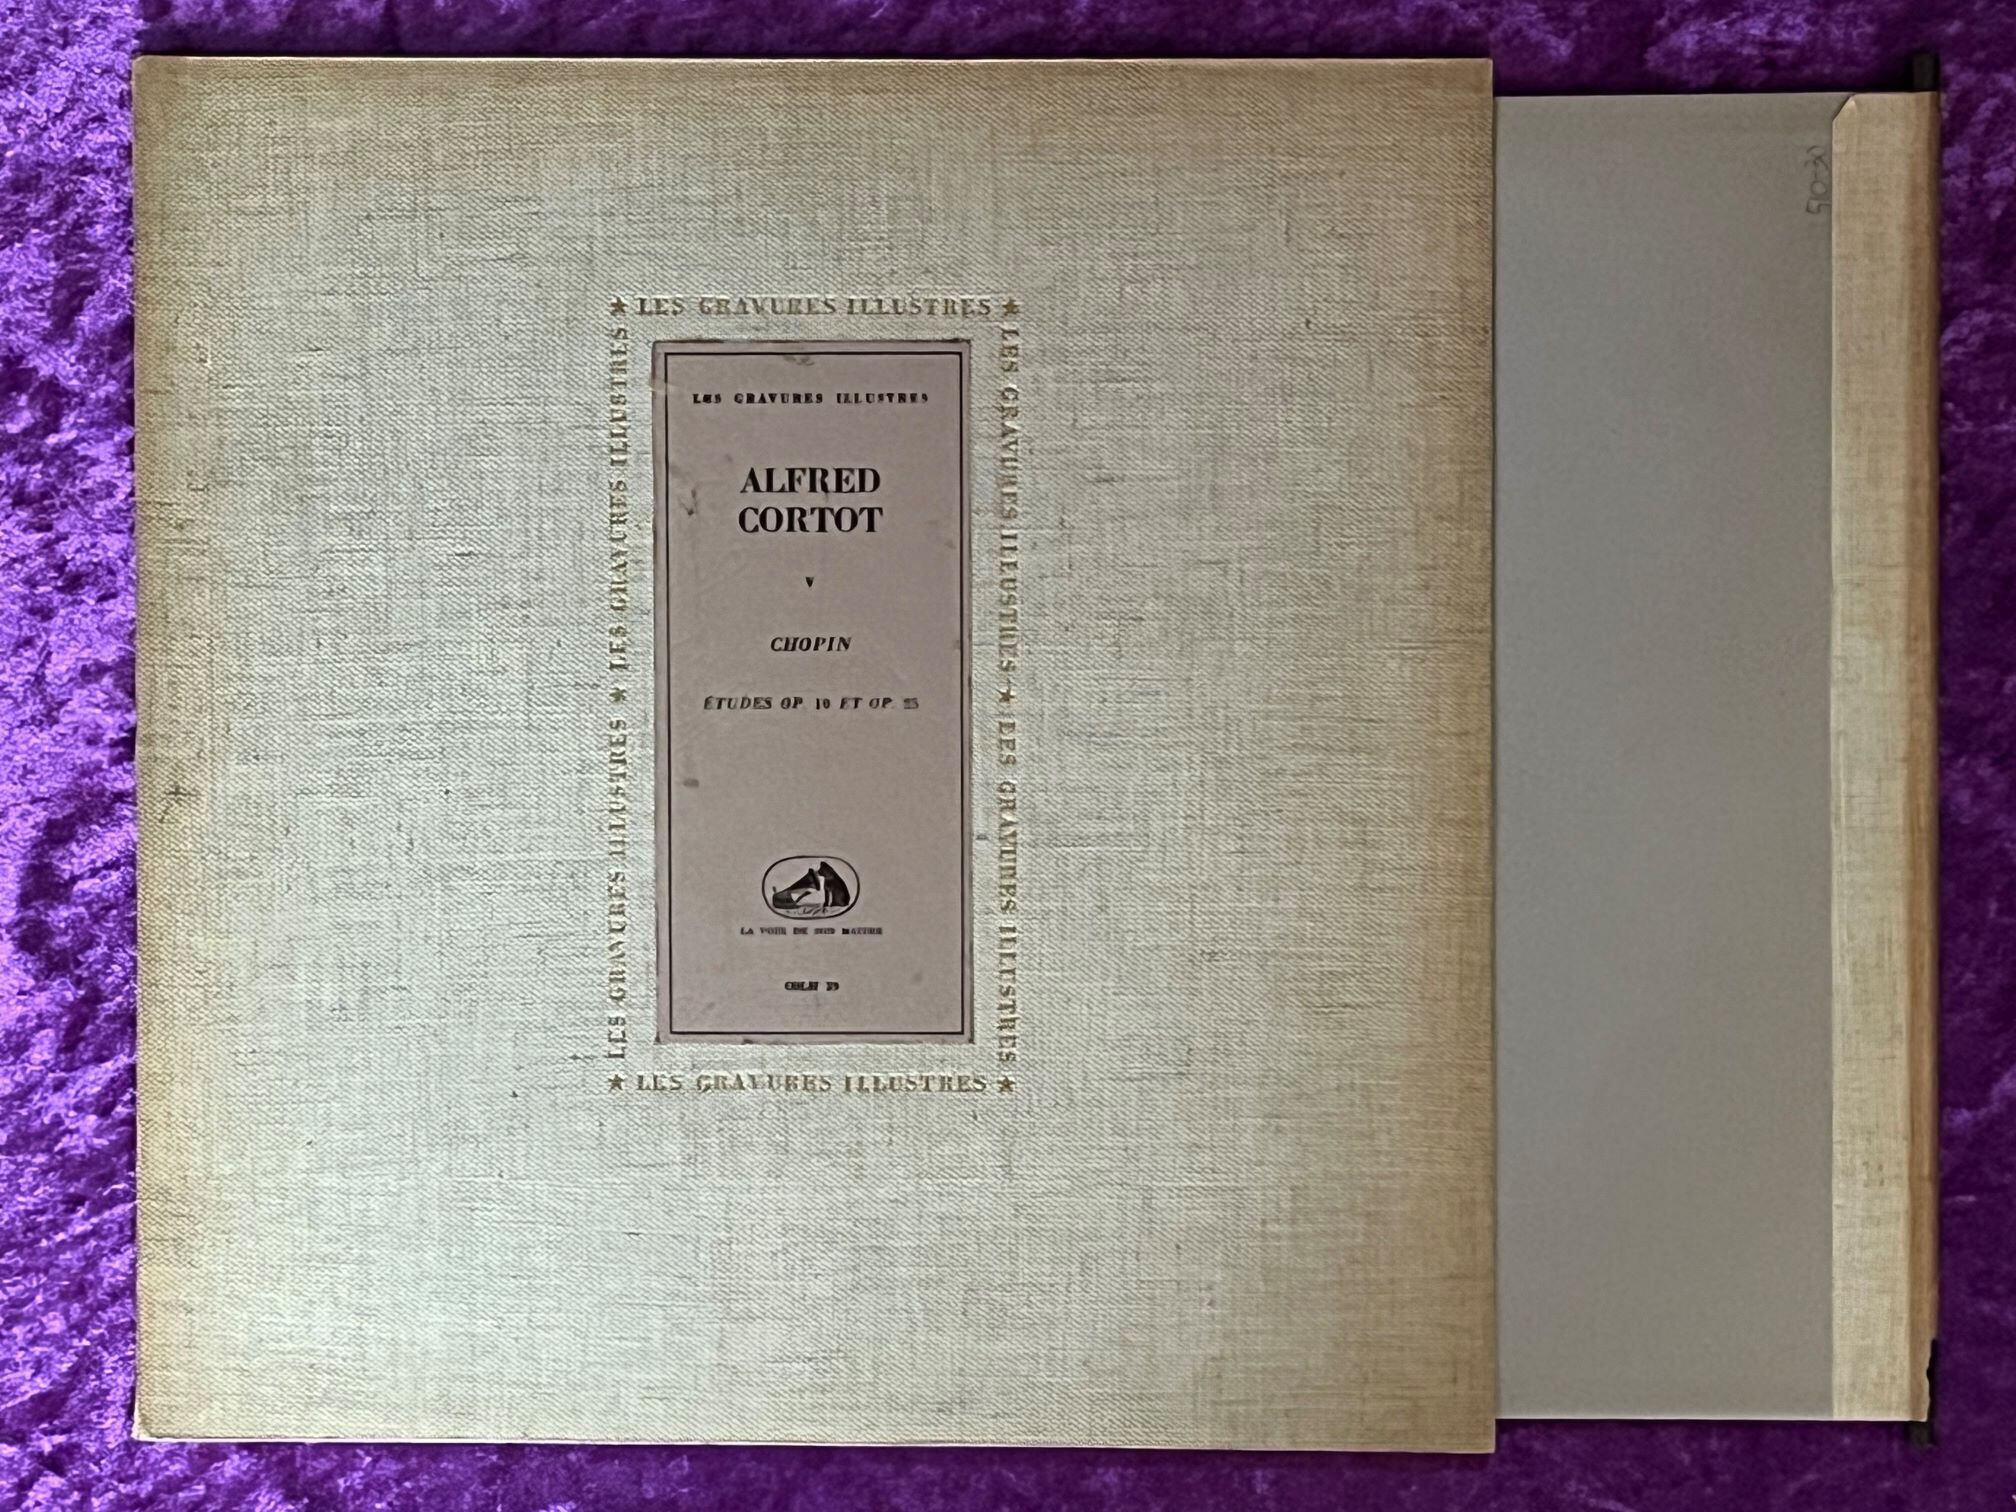 ★ LES GRAVURES ILLUSTRES ★
LES GRAVURES ILLUSTRES ★ LES GRAVURES ILLUSTRES
LES GRAVURES ILLUSTRES ★ LES GRAVURES ILLUSTRES
LES GRAVURES ILLUSTRES
ALFRED
CORTOT
CHOPIN
ÉTUDES OP. 10 ET OP. 25
LA VOIX DE SON MAITRE
★ LES GRAVURES ILLUSTRES ★